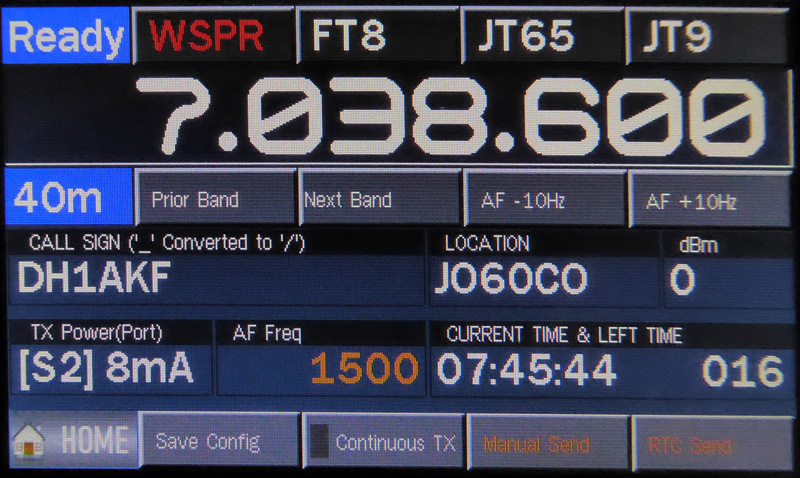 Ready WSPR FT8 JT65 JT9
7.038.600
40m Prior Band Next Band AF -10Hz AF +10Hz
CALL SIGN ('_' Converted to '/') LOCATION dBm
DH1AKF JO60CO 0
TX Power(Port) AF Freq CURRENT TIME & LEFT TIME
[S2] 8mA 1500 07:45:44 016
HOME Save Config Continuous TX Manual Send RTC Send